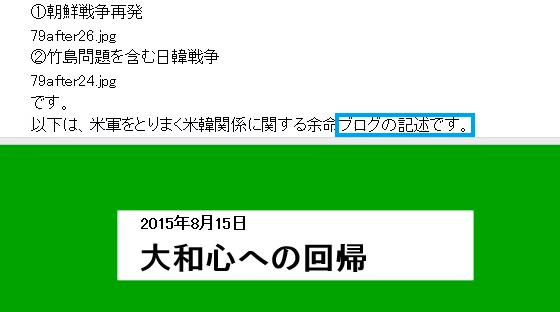 ①朝鮮戦争再発
79after26.jpg
②竹島問題を含む日韓戦争
79after24.jpg
です。
以下は、米軍をとりまく米韓関係に関する余命ブログの記述です。
2015年8月15日
大和心への回帰